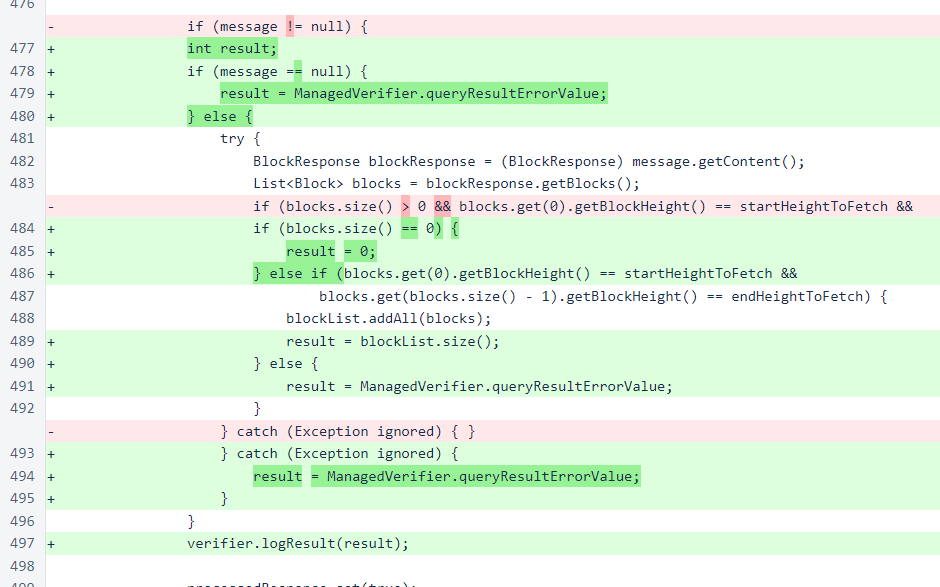 476
-                if (message != null) {
477 +                int result;
478 +                if (message == null) {
479 +                    result = ManagedVerifier.queryResultErrorValue;
480 +                } else {
481                      try {
482                          BlockResponse blockResponse = (BlockResponse) message.getContent();
483                          List<Block> blocks = blockResponse.getBlocks();
-                        if (blocks.size() > 0 && blocks.get(0).getBlockHeight() == startHeightToFetch &&
484 +                        if (blocks.size() == 0) {
485 +                            result = 0;
486 +                        } else if (blocks.get(0).getBlockHeight() == startHeightToFetch &&
487                                  blocks.get(blocks.size() - 1).getBlockHeight() == endHeightToFetch) {
488                              blockList.addAll(blocks);
489 +                            result = blockList.size();
490 +                        } else {
491 +                            result = ManagedVerifier.queryResultErrorValue;
492                          }
-                    } catch (Exception ignored) { }
493 +                    } catch (Exception ignored) {
494 +                        result = ManagedVerifier.queryResultErrorValue;
495 +                    }
496                  }
497 +                verifier.logResult(result);
498